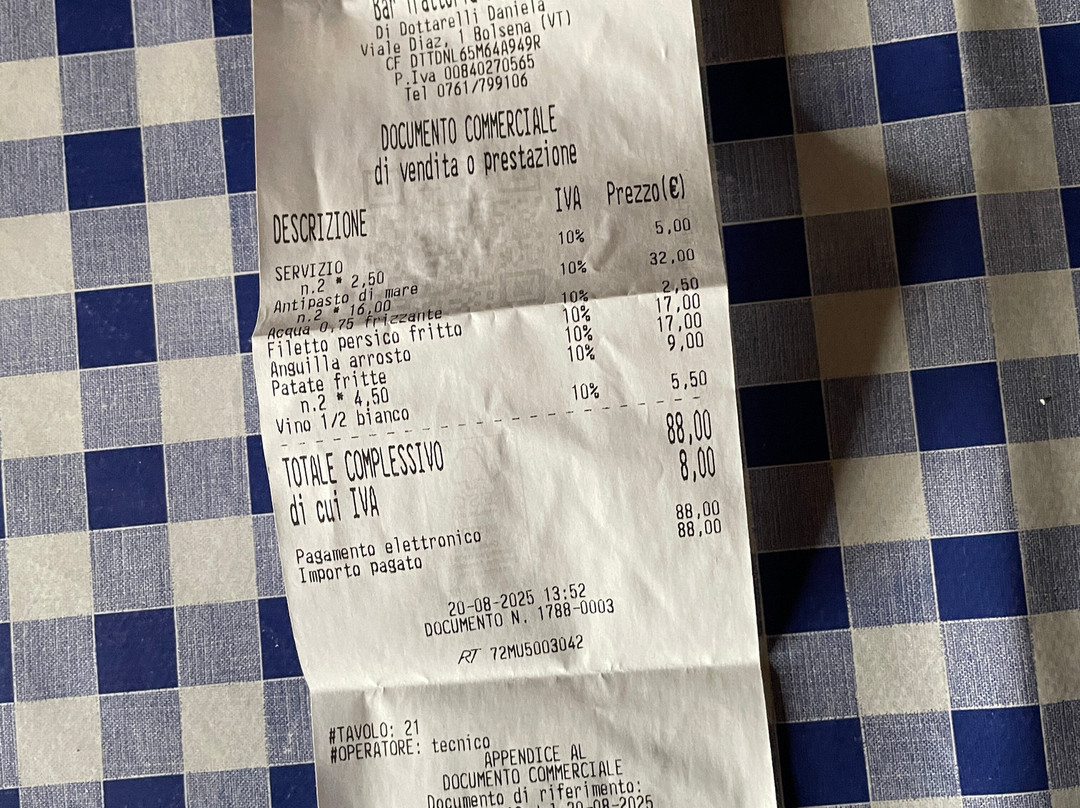 Bar
Di Dottarelli Daniela
Viale Diaz, 1 Bolsena (VT)
CF DTTDNL65M64A949R
P.Iva 00840270565
Tel 0761/799106
DOCUMENTO COMMERCIALE
di vendita o prestazione
DESCRIZIONE IVA Prezzo(€)
SERVIZIO 10% 5,00
n.2 * 2,50
Antipasto di mare 10% 32,00
n.2 * 16,00
Acqua 0,75 frizzante 10% 2,50
Filetto persico fritto 10% 17,00
Anguilla arrosto 10% 17,00
Patate fritte 10% 9,00
n.2 * 4,50
Vino 1/2 bianco 10% 5,50
TOTALE COMPLESSIVO 88,00
di cui IVA 8,00
Pagamento elettronico 88,00
Importo pagato 88,00
20-08-2025 13:52
DOCUMENTO N. 1788-0003
RT 72MU5003042
#TAVOLO: 21
#OPERATORE: tecnico
APPENDICE AL
DOCUMENTO COMMERCIALE
Documento di riferimento:
20-08-2025